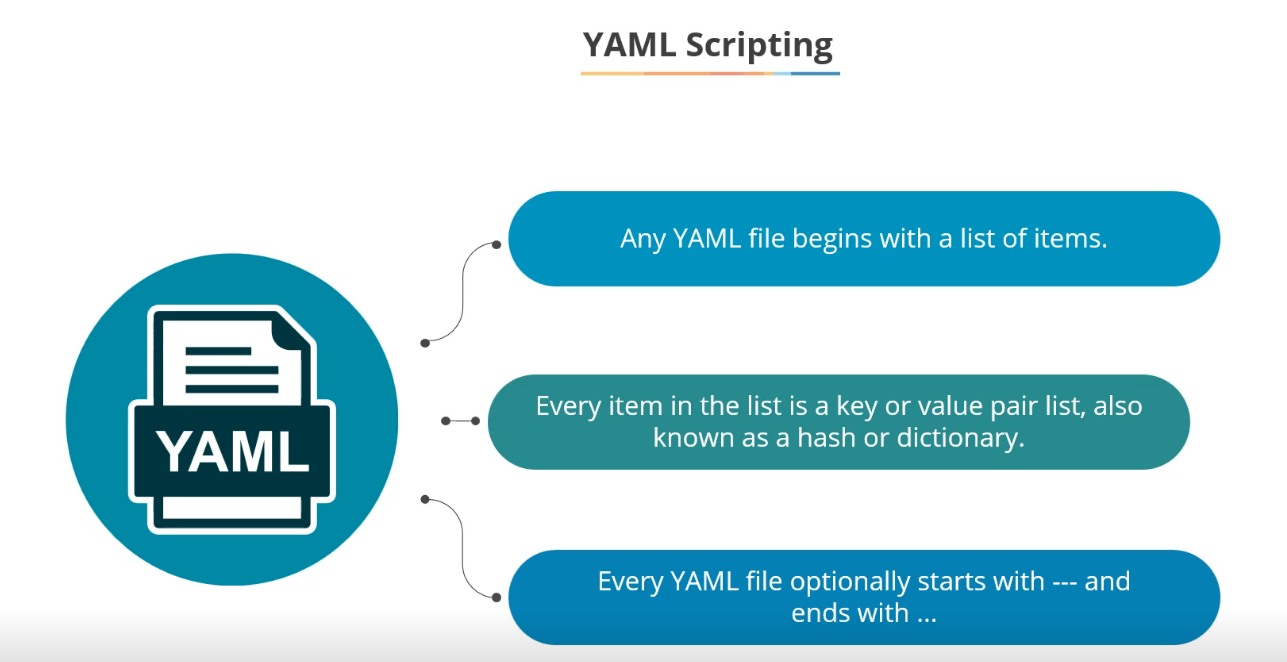 YAML Scripting
Any YAML file begins with a list of items.
YAML
Every item in the list is a key or value pair list, also
known as a hash or dictionary.
Every YAML file optionally starts with --- and
ends with ...